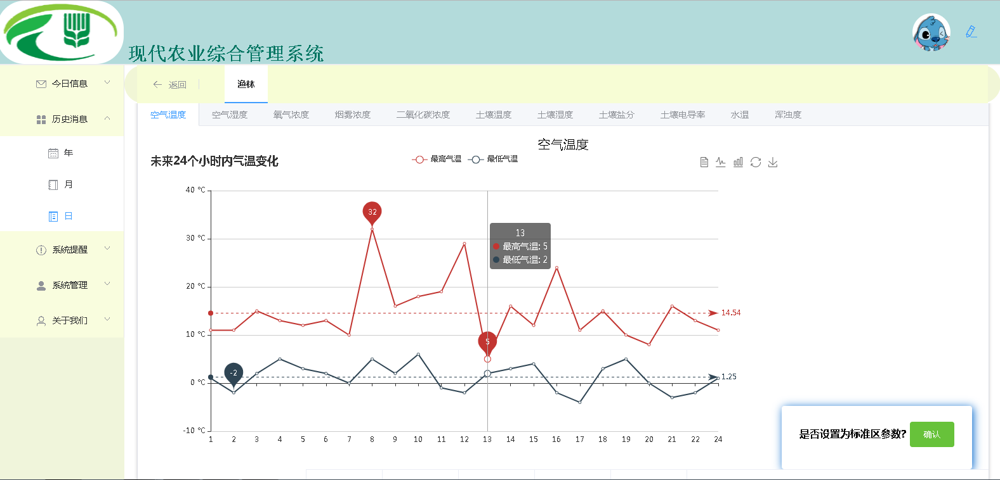 现代农业综合管理系统
今日信息
历史消息
年
月
日
系统提醒
系统管理
关于我们
返回
渔林
空气温度 空气湿度 氧气浓度 烟雾浓度 二氧化碳浓度 土壤温度 土壤湿度 土壤盐分 土壤电导率 水温 浑浊度
空气温度
未来24个小时内气温变化
最高气温 最低气温
40 °C
30 °C
20 °C
10 °C
0 °C
-10 °C
32
13
最高气温: 5
最低气温: 2
14.54
5
-2
1.25
1 2 3 4 5 6 7 8 9 10 11 12 13 14 15 16 17 18 19 20 21 22 24
是否设置为标准区参数? 确认